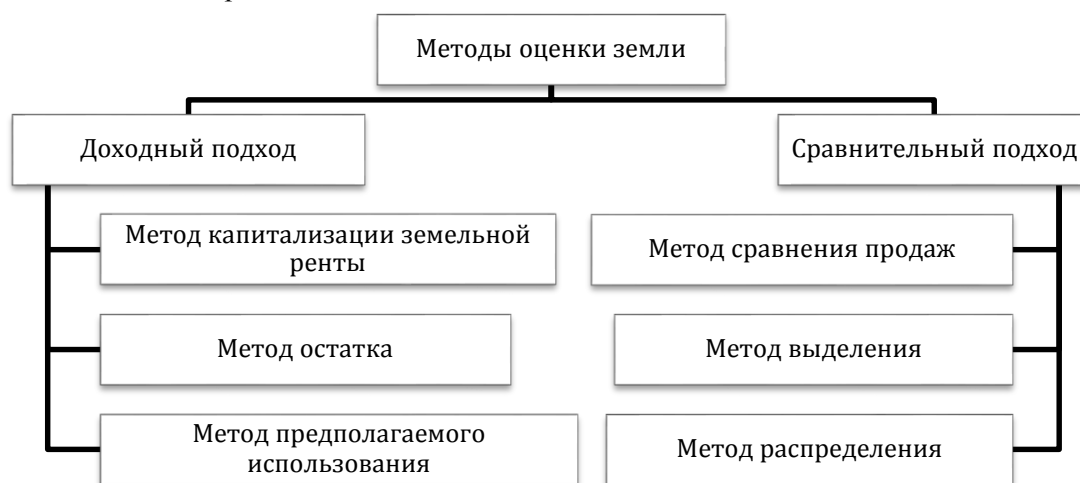 Методы оценки земли
Доходный подход
Сравнительный подход
Метод капитализации земельной
ренты
Метод сравнения продаж
Метод остатка
Метод выделения
Метод предполагаемого
использования
Метод распределения